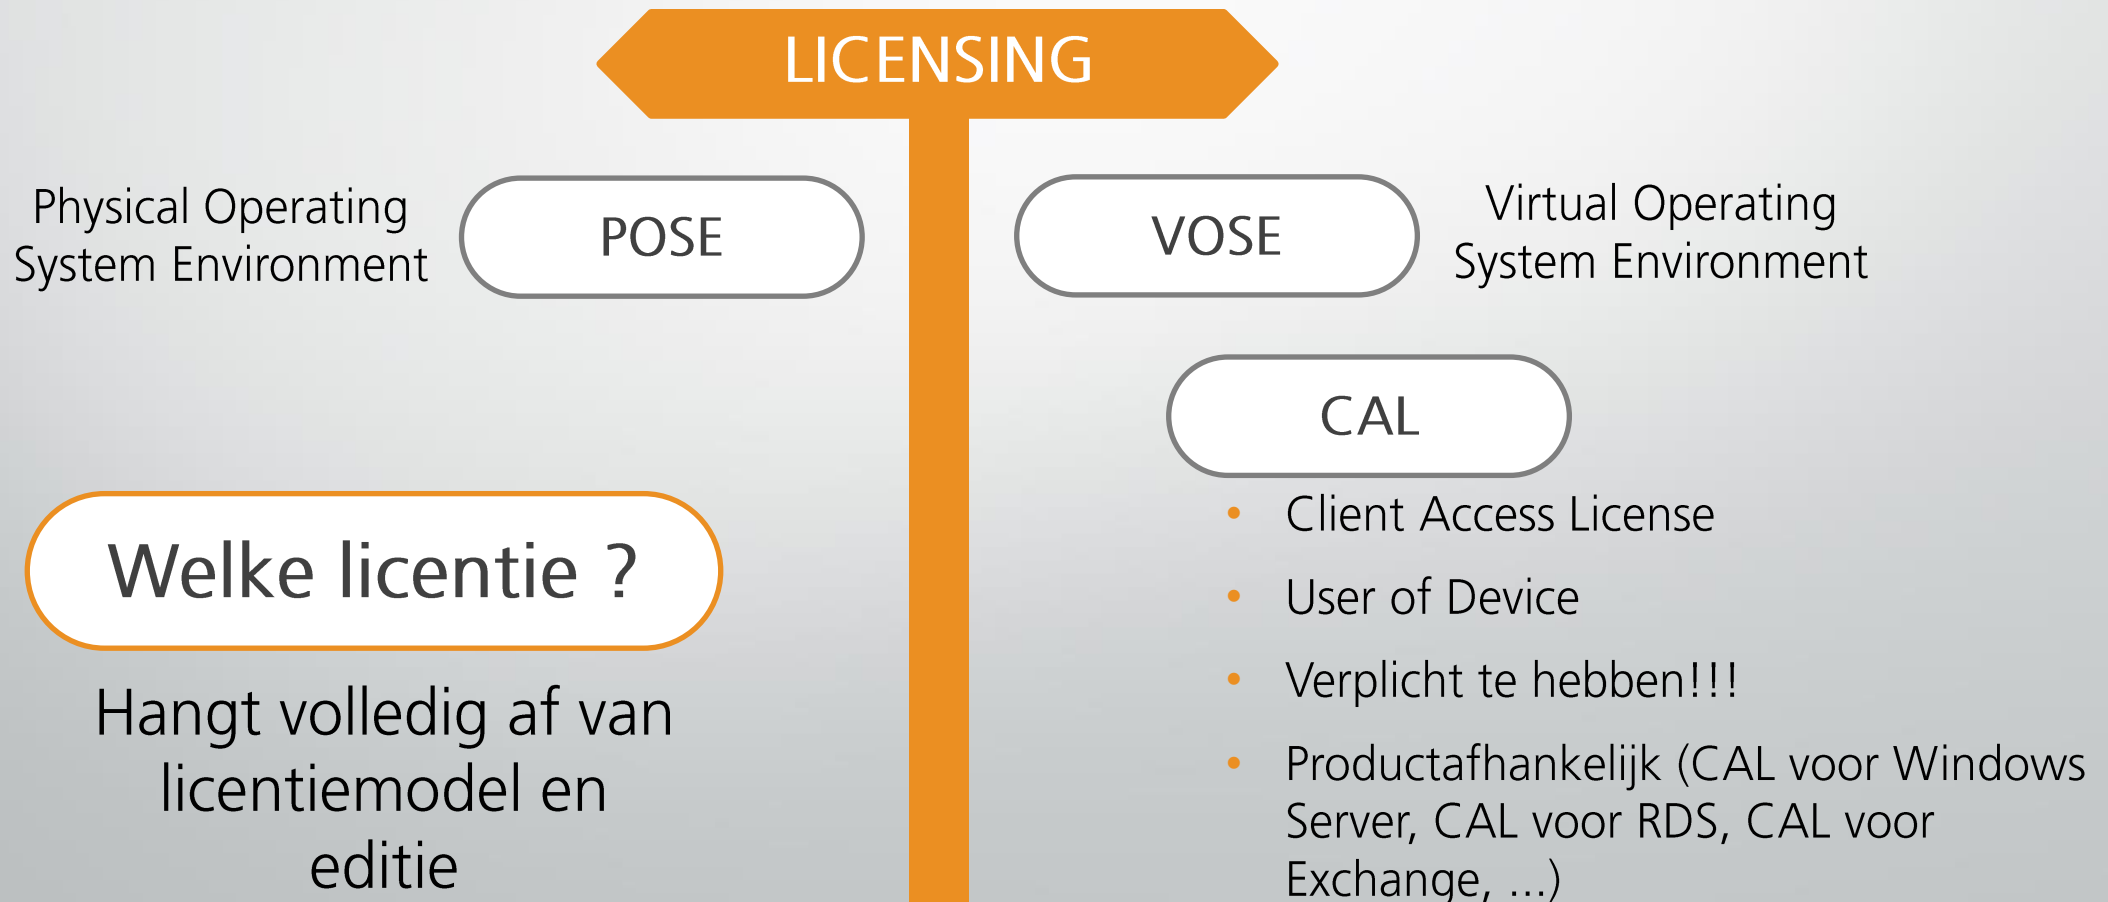 LICENSING
Physical Operating
System Environment
POSE
VOSE
Virtual Operating
System Environment
CAL
• Client Access License
• User of Device
• Verplicht te hebben!!!
• Productafhankelijk (CAL voor Windows
Server, CAL voor RDS, CAL voor
Exchange, ...)
Welke licentie ?
Hangt volledig af van
licentiemodel en
editie